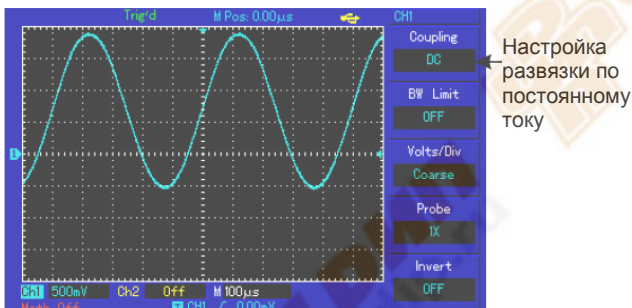 Trig'd M Pos: 0.00μs CH1
Coupling
DC
Настройка
развязки по
постоянному
току
BW Limit
OFF
1
Volts/Div
Coarse
Probe
1X
Invert
OFF
Ch1 500mV Ch2 Off M 100μs
Math Off T CH1 / 0.00mV